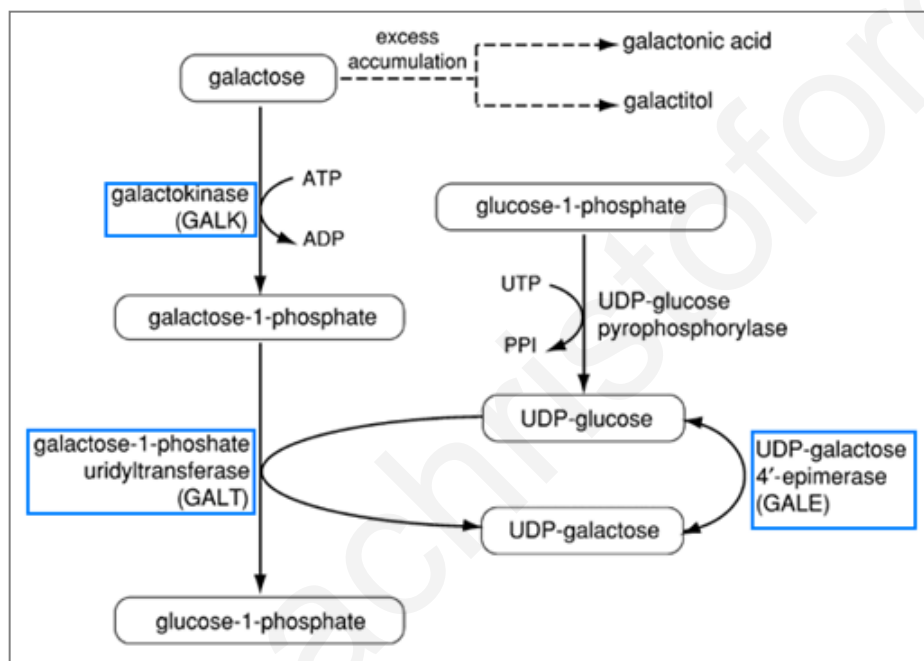 excess
accumulation
galactonic acid
galactose
galactitol
galactokinase
(GALK)
ATP
ADP
glucose-1-phosphate
UTP
UDP-glucose
pyrophosphorylase
PPI
galactose-1-phosphate
UDP-glucose
galactose-1-phoshate
uridyltransferase
(GALT)
UDP-galactose
4′-epimerase
(GALE)
UDP-galactose
glucose-1-phosphate
achristofor